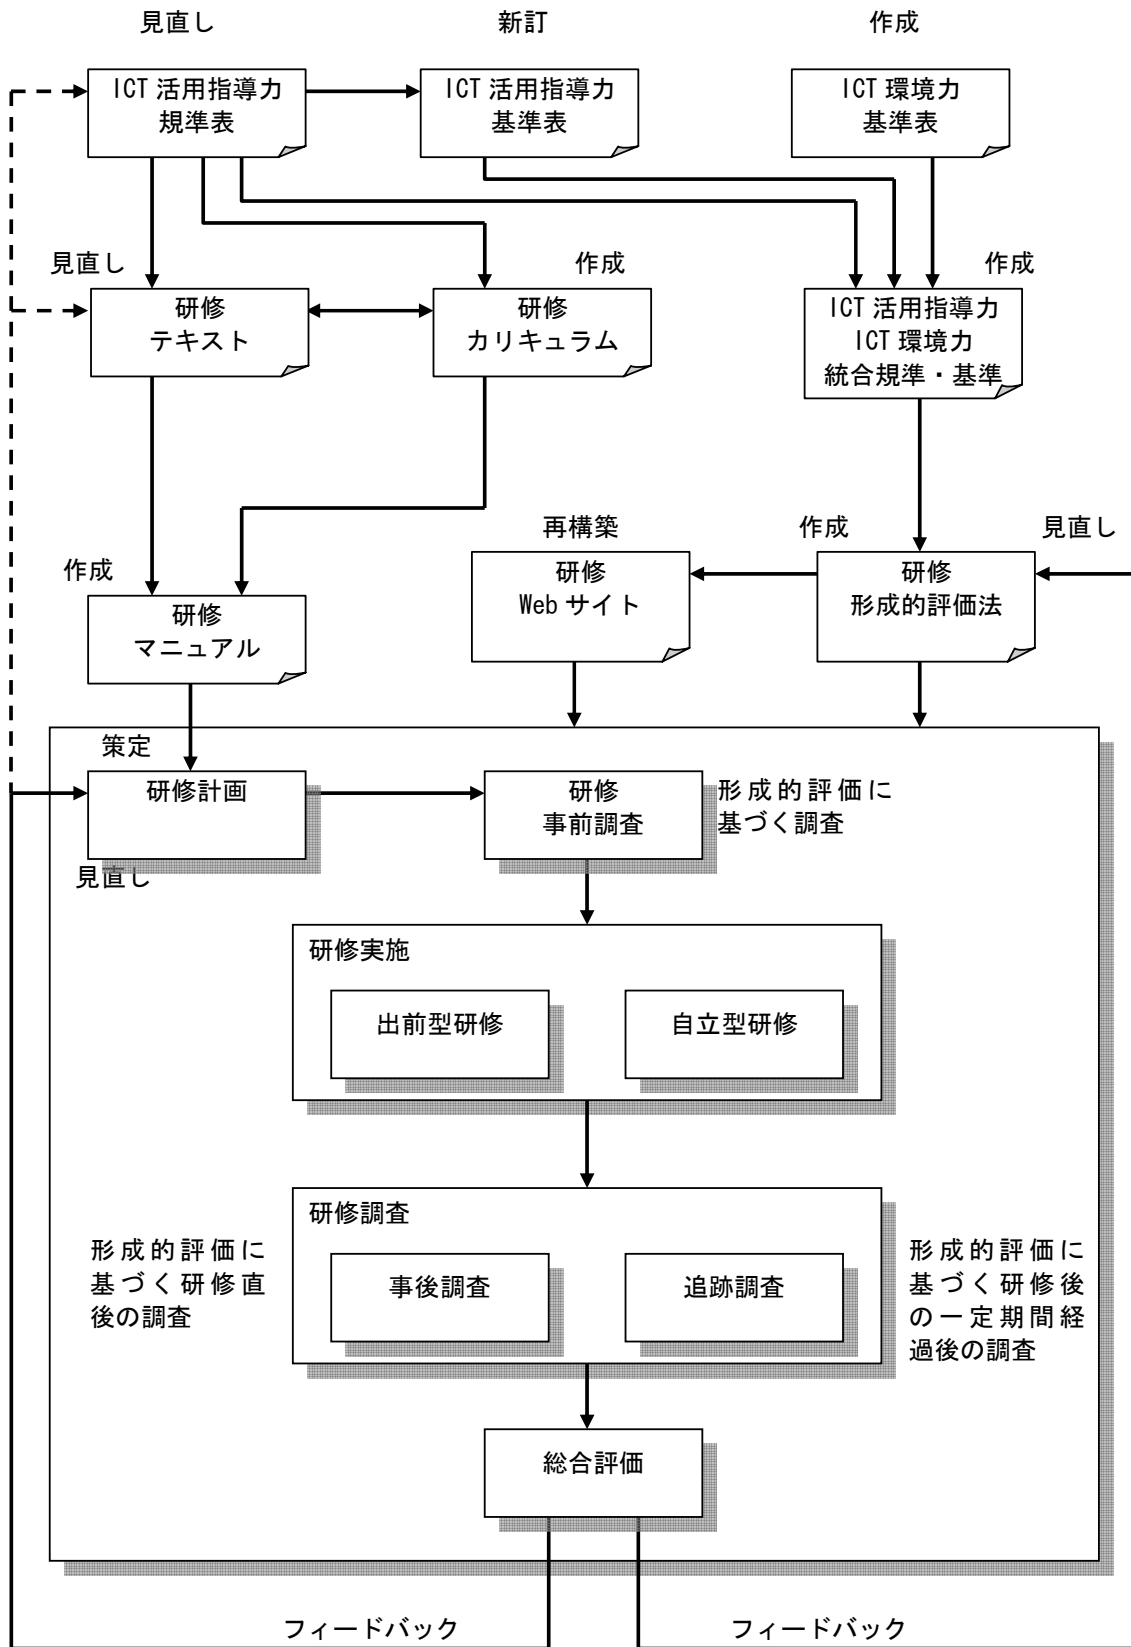 見直し
新訂
作成
ICT 活用指導力
規準表
ICT 活用指導力
基準表
ICT 環境力
基準表
見直し
作成
作成
研修
テキスト
研修
カリキュラム
ICT 活用指導力
ICT 環境力
統合規準・基準
再構築
作成
見直し
作成
研修
Web サイト
研修
形成的評価法
研修
マニュアル
策定
研修計画
見直し
研修
事前調査
形成的評価に
基づく調査
研修実施
出前型研修
自立型研修
研修調査
形成的評価に
基づく研修直
後の調査
事後調査
追跡調査
形成的評価に
基づく研修後
の一定期間経
過後の調査
総合評価
フィードバック
フィードバック